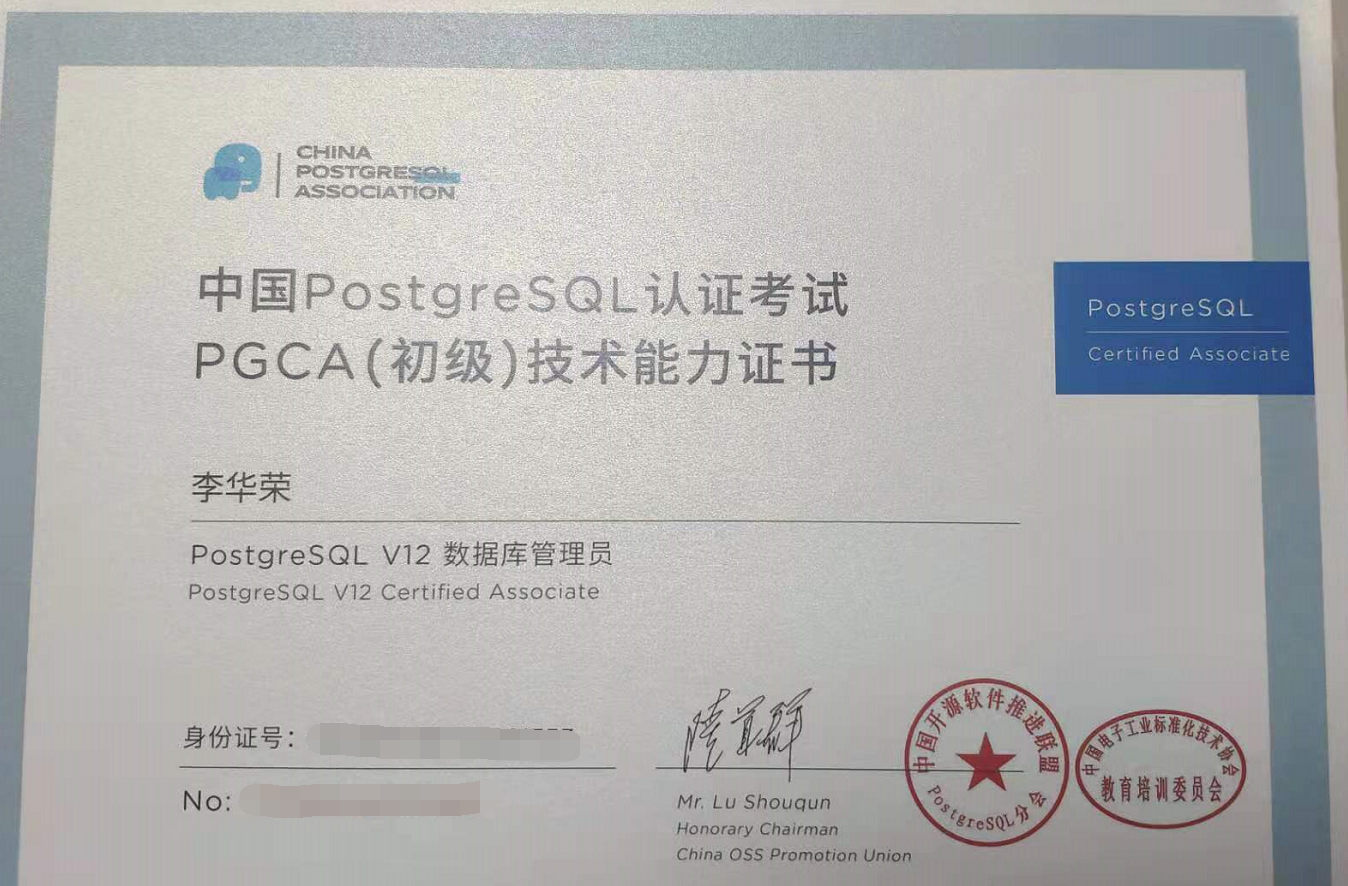 CHINA
POSTGRESQL
ASSOCIATION
中国PostgreSQL认证考试
PGCA(初级)技术能力证书
PostgreSQL
Certified Associate
李华荣
PostgreSQL V12 数据库管理员
PostgreSQL V12 Certified Associate
身份证号:
No:
陆首群
Mr. Lu Shouqun
Honorary Chairman
China OSS Promotion Union
中国开源软件推进联盟
PostgreSQL分会
中国电子工业标准化技术协会
教育培训委员会